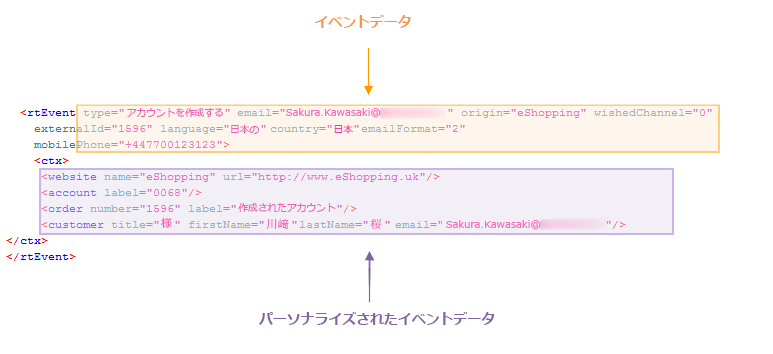 イベントデータ
<rtEvent type="アカウントを作成する" email="Sakura.Kawasaki@ " origin="eShopping" wishedChannel="0"
externalId="1596" language="日本の" country="日本"emailFormat="2"
mobilePhone="+447700123123">
<ctx>
<website name="eShopping" url="http://www.eShopping.uk"/>
<account label="0068"/>
<order number="1596" label="作成されたアカウント"/>
<customer title="様" firstName="川﨑"lastName="桜" email="Sakura.Kawasaki@ "/>
</ctx>
</rtEvent>
パーソナライズされたイベントデータ